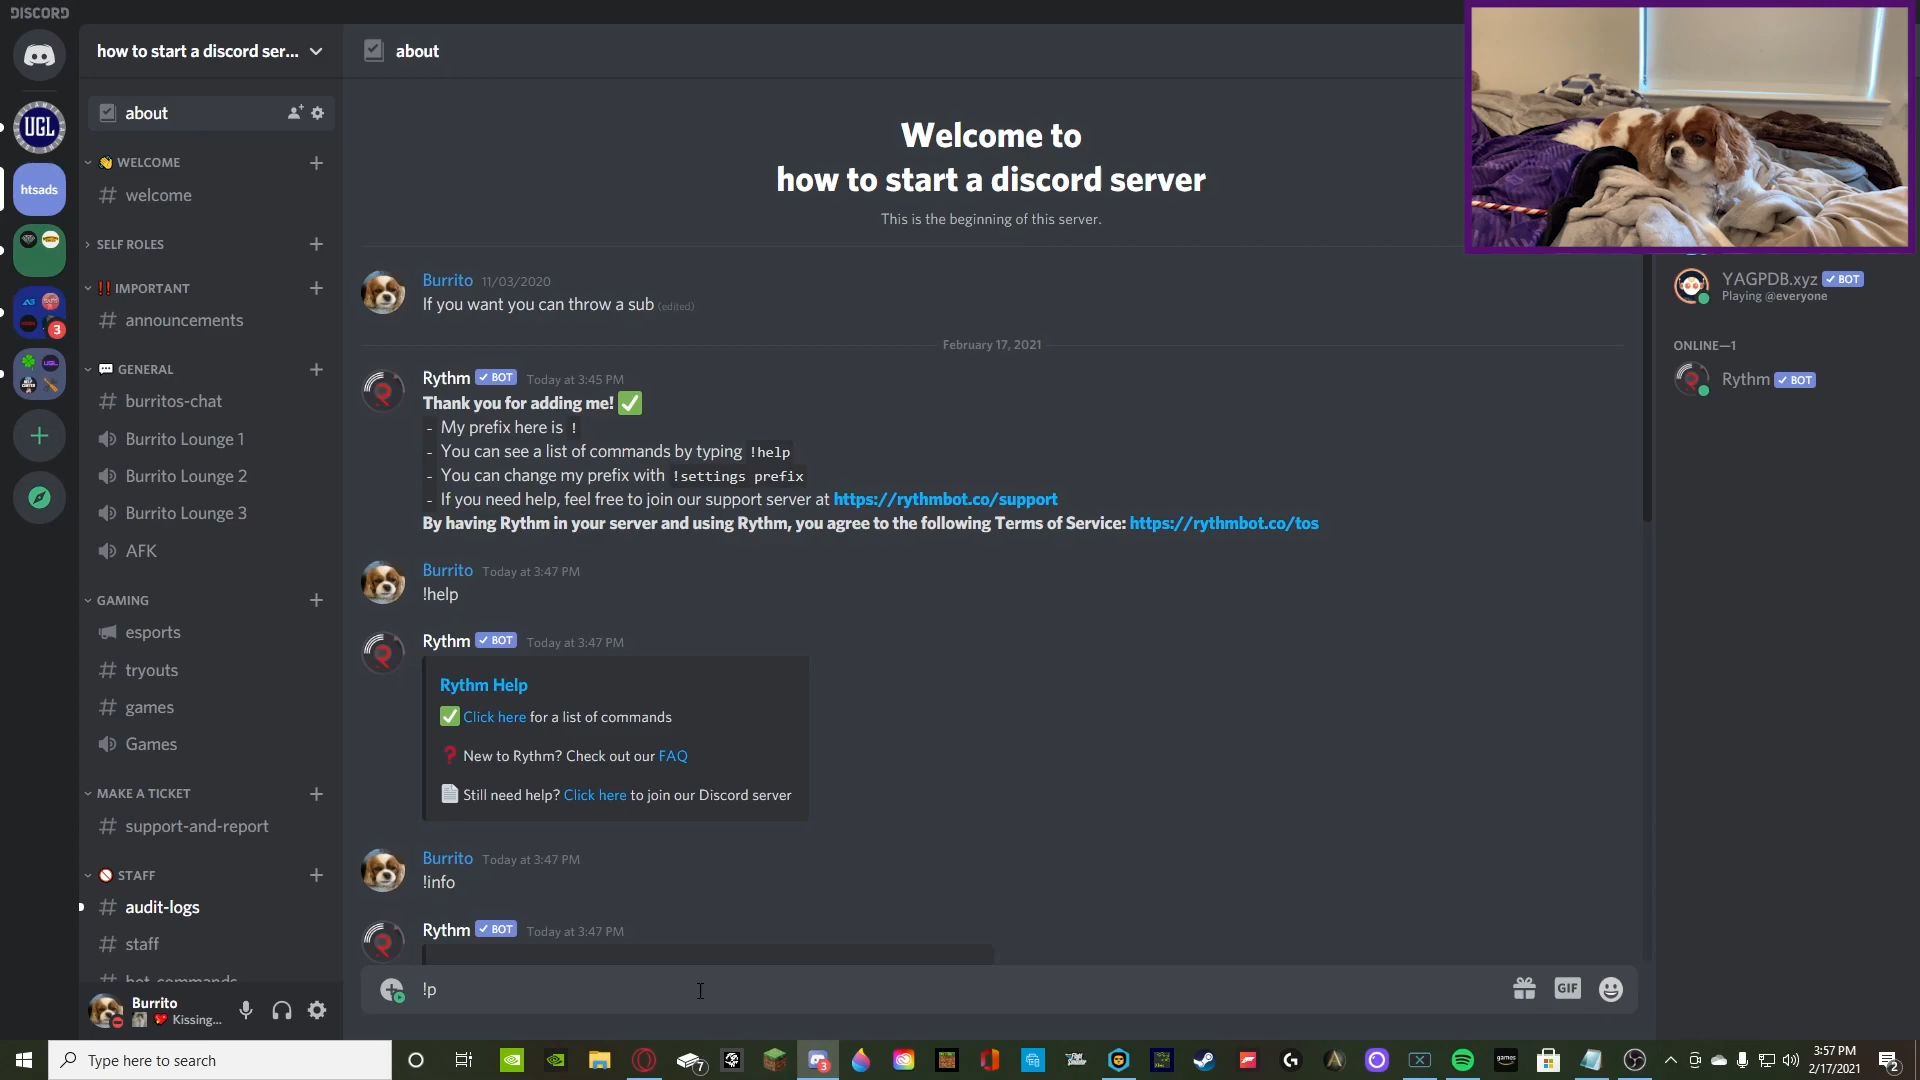 DISCORD
how to start a discord ser...
about
about
UGL
htsads
WELCOME
welcome
SELF ROLES
IMPORTANT
announcements
3
GENERAL
burritos-chat
Burrito Lounge 1
Burrito Lounge 2
Burrito Lounge 3
AFK
GAMING
esports
tryouts
games
Games
MAKE A TICKET
support-and-report
STAFF
audit-logs
staff
bot-commands
Burrito
Kissing...
Welcome to
how to start a discord server
This is the beginning of this server.
Burrito 11/03/2020
If you want you can throw a sub (edited)
February 17, 2021
Rythm BOT Today at 3:45 PM
Thank you for adding me!
- My prefix here is !
- You can see a list of commands by typing !help
- You can change my prefix with !settings prefix
- If you need help, feel free to join our support server at https://rythmbot.co/support
By having Rythm in your server and using Rythm, you agree to the following Terms of Service: https://rythmbot.co/tos
Burrito Today at 3:47 PM
!help
Rythm BOT Today at 3:47 PM
Rythm Help
Click here for a list of commands
New to Rythm? Check out our FAQ
Still need help? Click here to join our Discord server
Burrito Today at 3:47 PM
!info
Rythm BOT Today at 3:47 PM
!p
GIF
YAGPDB.xyz BOT
Playing @everyone
ONLINE—1
Rythm BOT
Type here to search
7
3
games
3:57 PM
2/17/2021
2